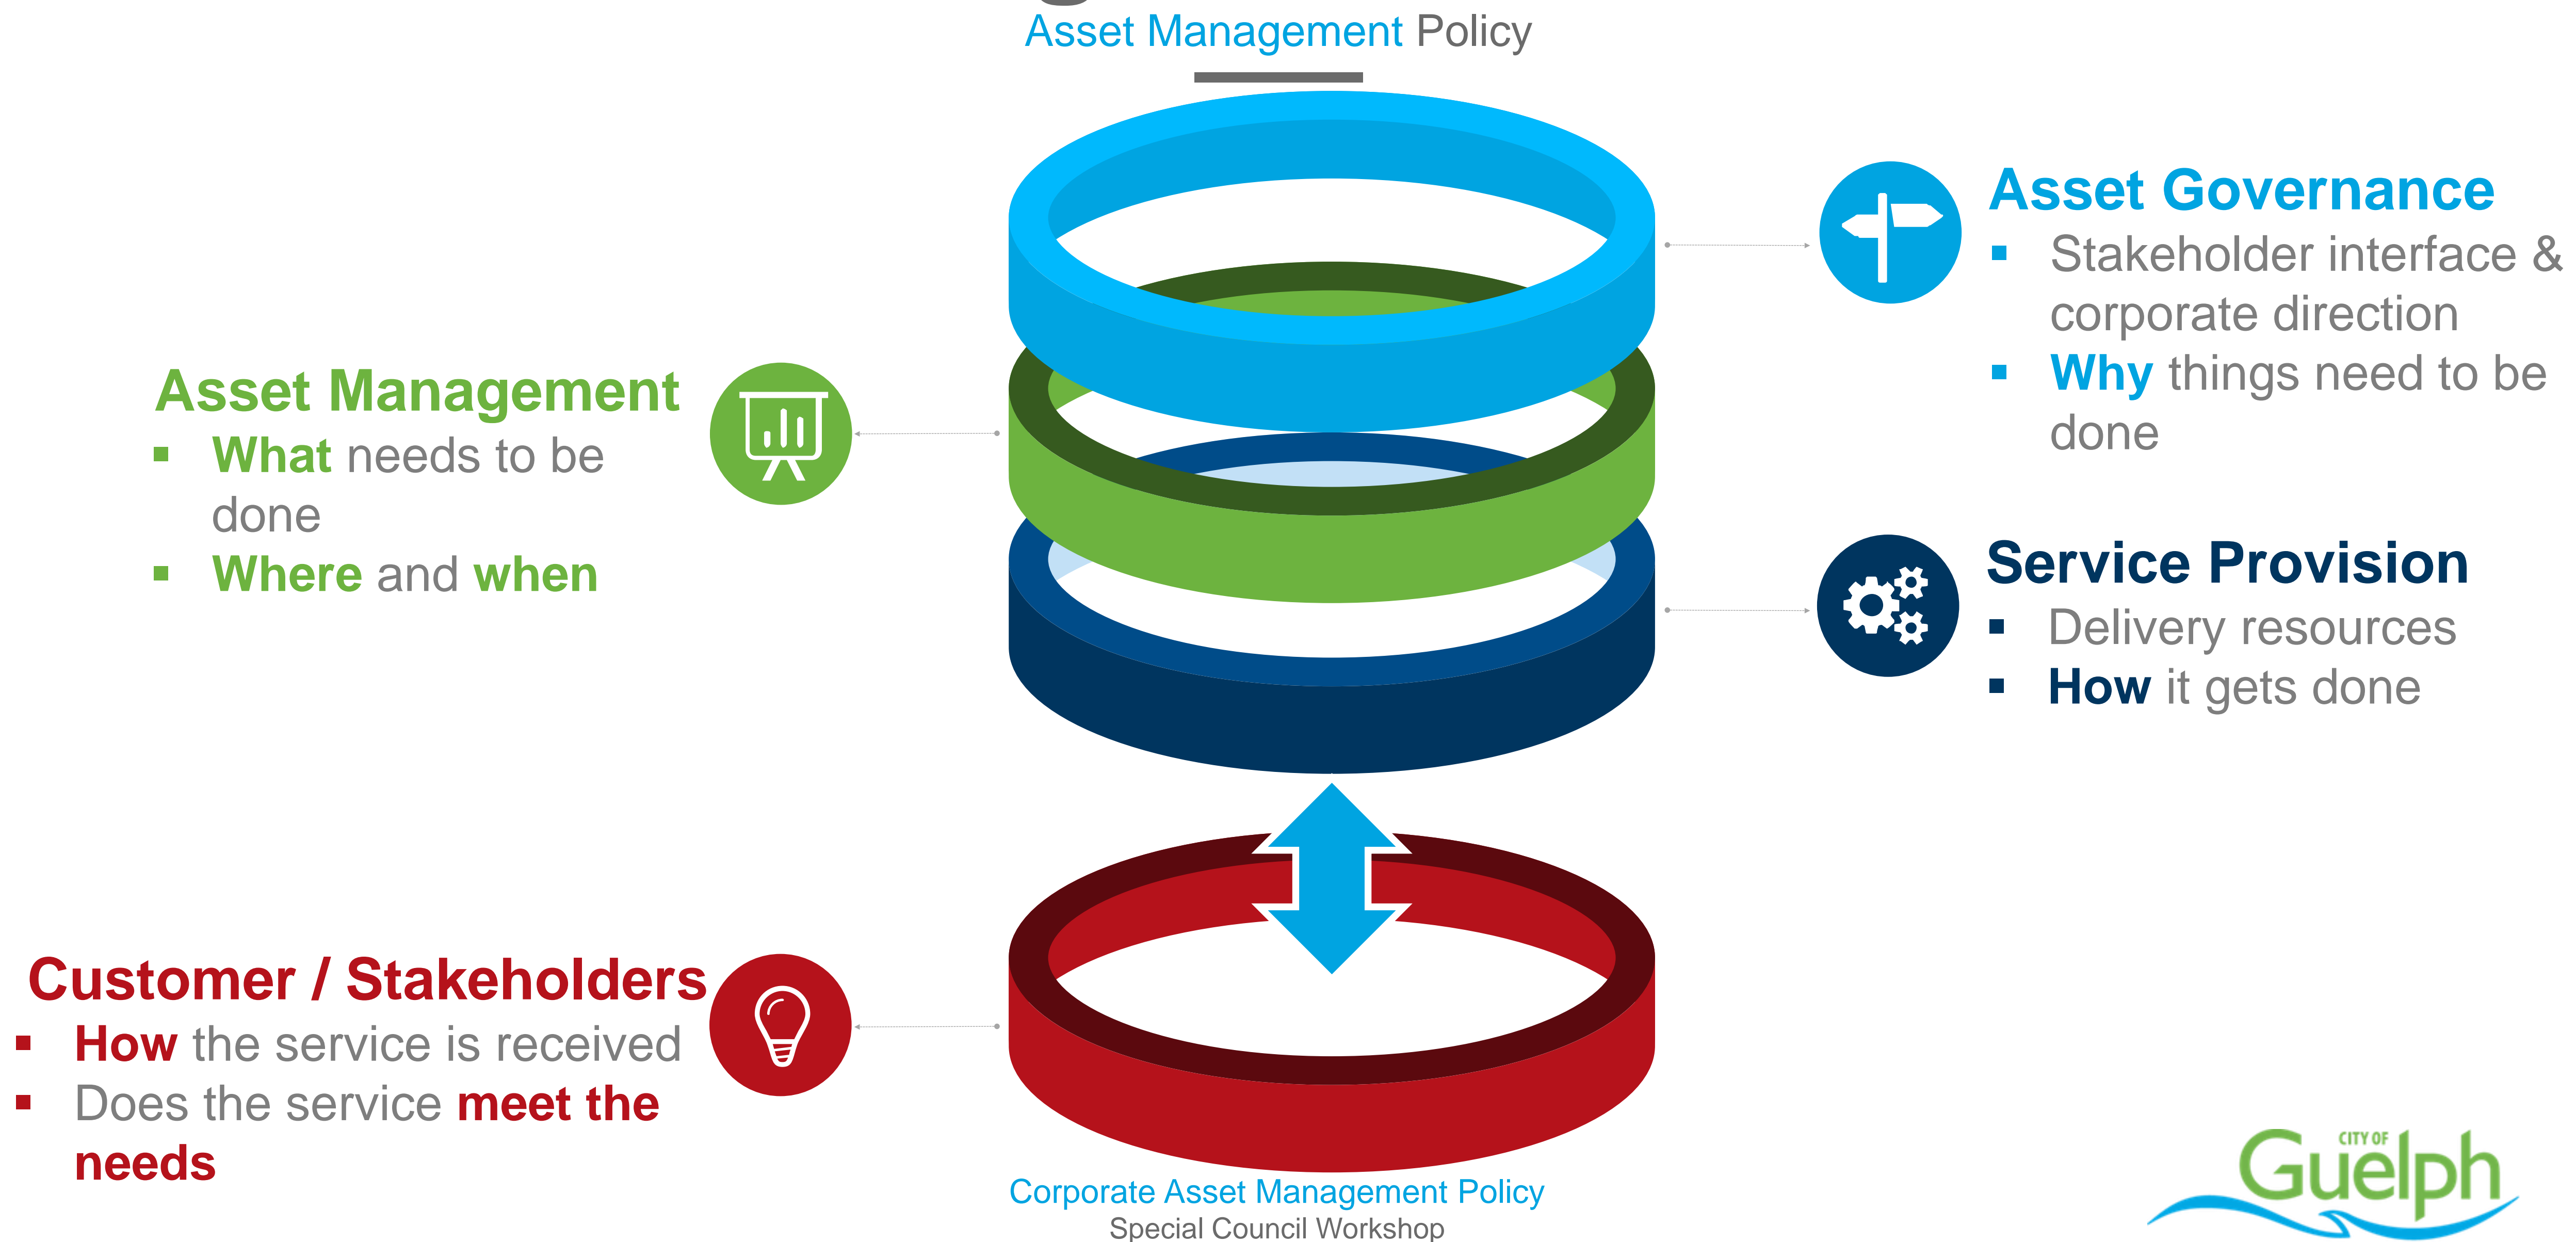 Asset Management Policy
Asset Governance
▪ Stakeholder interface &
corporate direction
▪ Why things need to be
done
Asset Management
▪ What needs to be
done
▪ Where and when
Service Provision
▪ Delivery resources
▪ How it gets done
Customer / Stakeholders
▪ How the service is received
▪ Does the service meet the
needs
Corporate Asset Management Policy
Special Council Workshop
CITY OF
Guelph